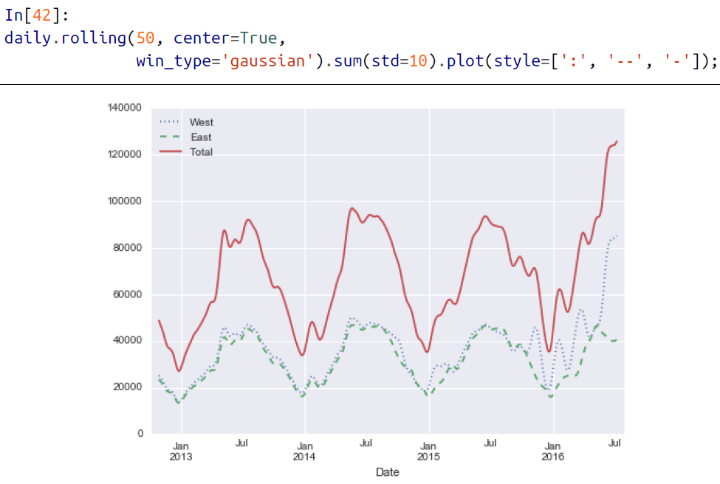 In[42]:
daily.rolling(50, center=True,
win_type='gaussian').sum(std=10).plot(style=[':', '--', '-']);
140000
120000
100000
80000
60000
40000
20000
0
West
East
Total
Jan Jul Jan Jul Jan Jul Jan Jul
2013 2014 2015 2016
Date